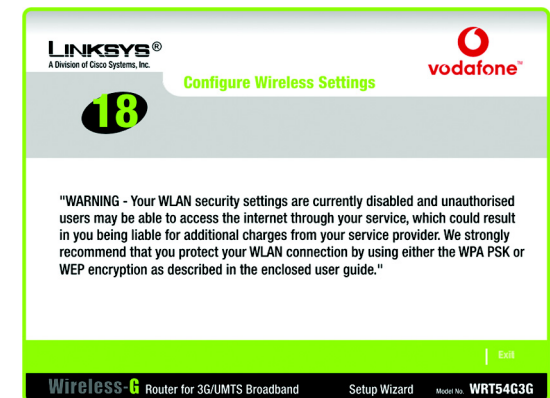 LINKSYS®
A Division of Cisco Systems, Inc.
vodafone™
Configure Wireless Settings
18
"WARNING - Your WLAN security settings are currently disabled and unauthorised
users may be able to access the internet through your service, which could result
in you being liable for additional charges from your service provider. We strongly
recommend that you protect your WLAN connection by using either the WPA PSK or
WEP encryption as described in the enclosed user guide."
Exit
Wireless-G Router for 3G/UMTS Broadband Setup Wizard Model No. WRT54G3G